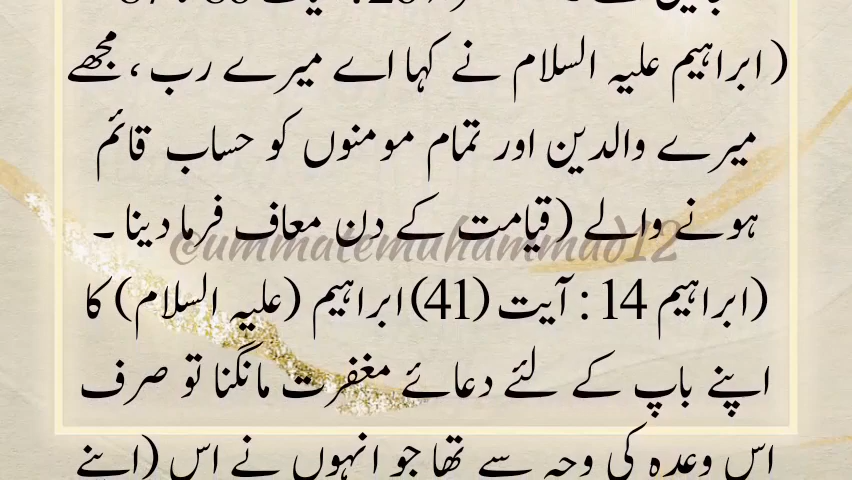 (ابراہیم علیہ السلام نے کہا اے میرے رب، مجھے
میرے والدین اور تمام مومنوں کو حساب قائم
ہونے والے (قیامت کے دن معاف فرما دینا ۔
@ummatemuhammad12
(ابراہیم 14 : آیت (41) ابراہیم (علیہ السلام) کا
اپنے باپ کے لئے دعائے مغفرت مانگنا تو صرف
اس وعدہ کی وجہ سے تھا جو انہوں نے اس (اپنے